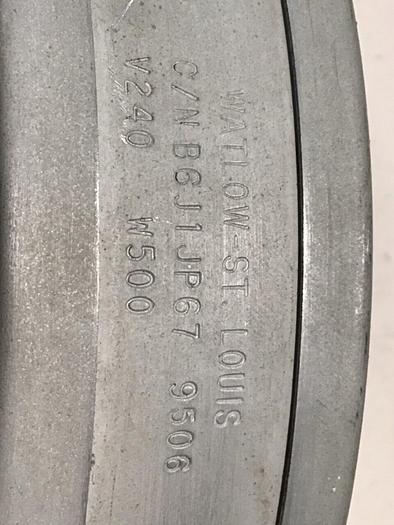 WATLOW-ST. LOUIS
C/N B6J1JP67 9506
V240 W500